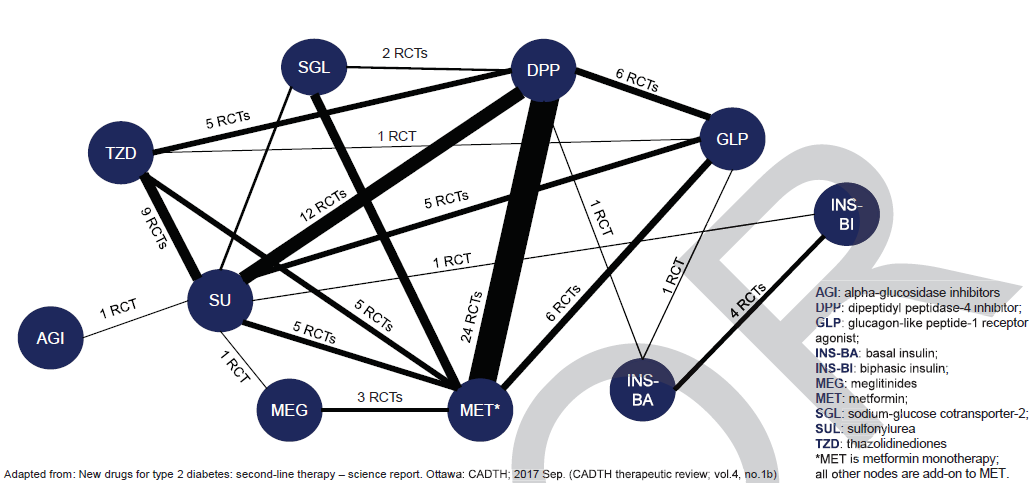 SGL
2 RCTs
DPP
6 RCTs
5 RCTs
TZD
1 RCT
GLP
9 RCTs
12 RCTs
5 RCTs
1 RCT
INS-
BI
1 RCT
1 RCT
SU
1 RCT
5 RCTs
24 RCTs
6 RCTs
4 RCTs
AGI
5 RCTs
1 RCT
MEG
3 RCTs
MET*
INS-
BA
AGI: alpha-glucosidase inhibitors
DPP: dipeptidyl peptidase-4 inhibitor;
GLP: glucagon-like peptide-1 receptor
agonist;
INS-BA: basal insulin;
INS-BI: biphasic insulin;
MEG: meglitinides
MET: metformin;
SGL: sodium-glucose cotransporter-2;
SUL: sulfonylurea
TZD: thiazolidinediones
*MET is metformin monotherapy;
all other nodes are add-on to MET.
Adapted from: New drugs for type 2 diabetes: second-line therapy – science report. Ottawa: CADTH; 2017 Sep. (CADTH therapeutic review; vol.4, no.1b)